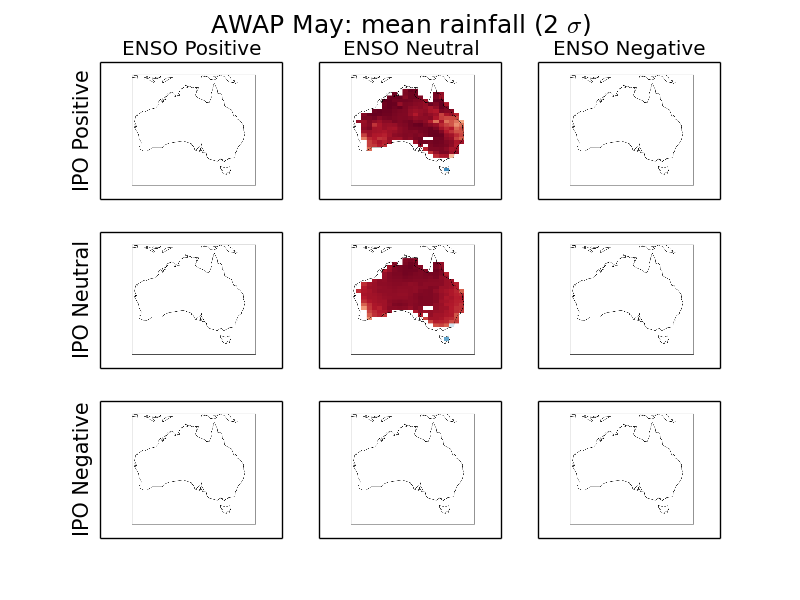 AWAP May: mean rainfall (2 σ)
ENSO Positive ENSO Neutral ENSO Negative
IPO Positive
IPO Neutral
IPO Negative